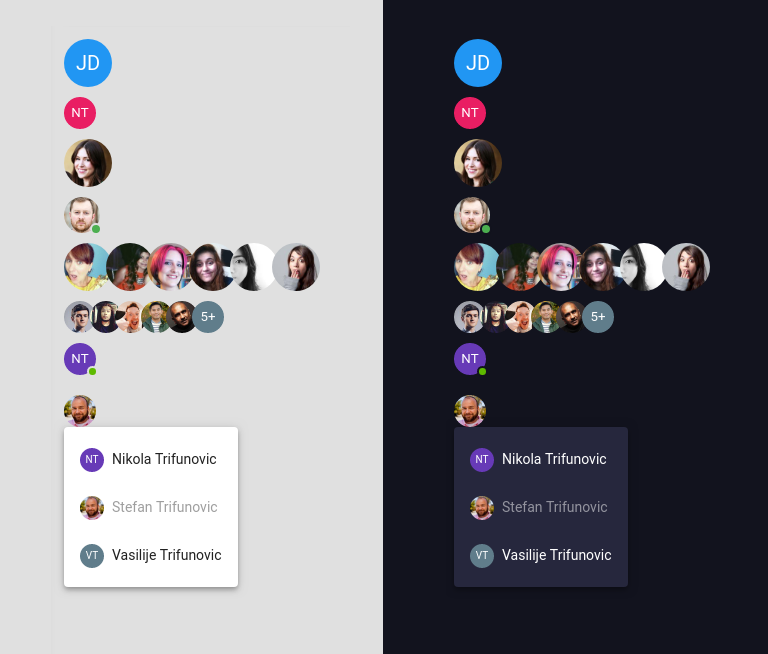 JD
NT
5+
NT
NT Nikola Trifunovic
Stefan Trifunovic
VT Vasilije Trifunovic
JD
NT
5+
NT
NT Nikola Trifunovic
Stefan Trifunovic
VT Vasilije Trifunovic